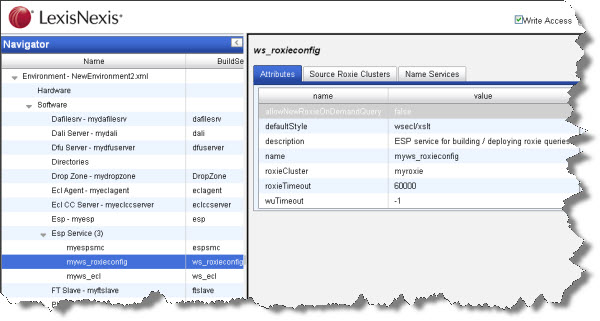 LexisNexis®
Write Access
Navigator
Name BuildSe
Environment - NewEnvironment2.xml
Hardware
Software
Dafilesrv - mydafilesrv dafilesrv
Dali Server - mydali dali
Dfu Server - mydfuserver dfuserver
Directories
Drop Zone - mydropzone DropZone
Ecl Agent - myeclagent eclagent
Ecl CC Server - myeclccserver eclccserver
Esp - myesp esp
Esp Service (3)
myespsmc espsmc
myws_roxieconfig ws_roxieconfig
myws_ecl ws_ecl
FT Slave - myftslave ftslave
ws_roxieconfig
Attributes Source Roxie Clusters Name Services
name value
allowNewRoxieOnDemandQuery false
defaultStyle wsecl/xslt
description ESP service for building / deploying roxie queries
name myws_roxieconfig
roxieCluster myroxie
roxieTimeout 60000
wuTimeout -1